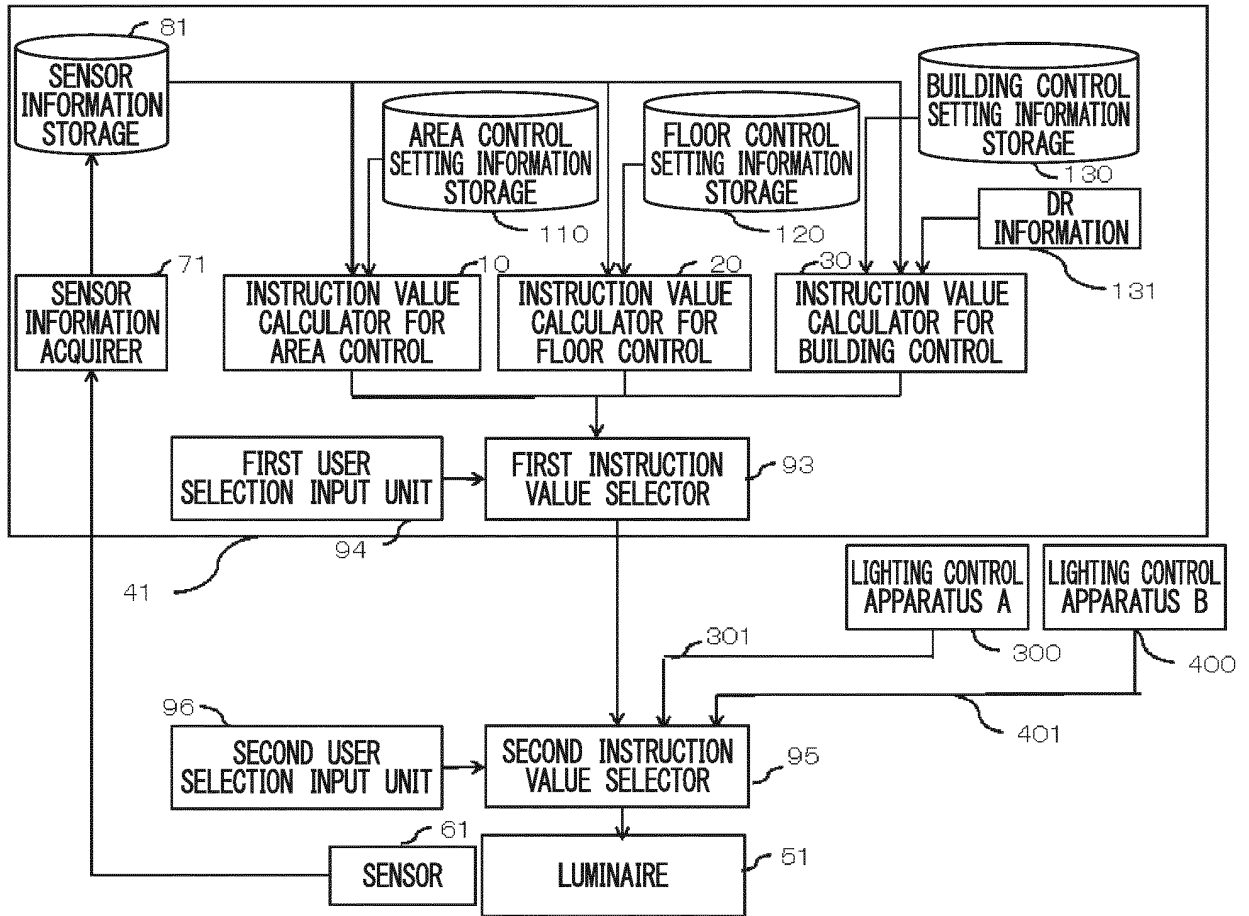 81
SENSOR
INFORMATION
STORAGE
AREA CONTROL
SETTING INFORMATION
STORAGE
110
FLOOR CONTROL
SETTING INFORMATION
STORAGE
120
BUILDING CONTROL
SETTING INFORMATION
STORAGE
130
DR
INFORMATION
131
71
SENSOR
INFORMATION
ACQUIRER
10
INSTRUCTION VALUE
CALCULATOR FOR
AREA CONTROL
20
INSTRUCTION VALUE
CALCULATOR FOR
FLOOR CONTROL
30
INSTRUCTION VALUE
CALCULATOR FOR
BUILDING CONTROL
FIRST USER
SELECTION INPUT UNIT
94
FIRST INSTRUCTION
VALUE SELECTOR
93
41
LIGHTING CONTROL
APPARATUS A
300
LIGHTING CONTROL
APPARATUS B
400
301
401
96
SECOND USER
SELECTION INPUT UNIT
SECOND INSTRUCTION
VALUE SELECTOR
95
61
SENSOR
LUMINAIRE
51